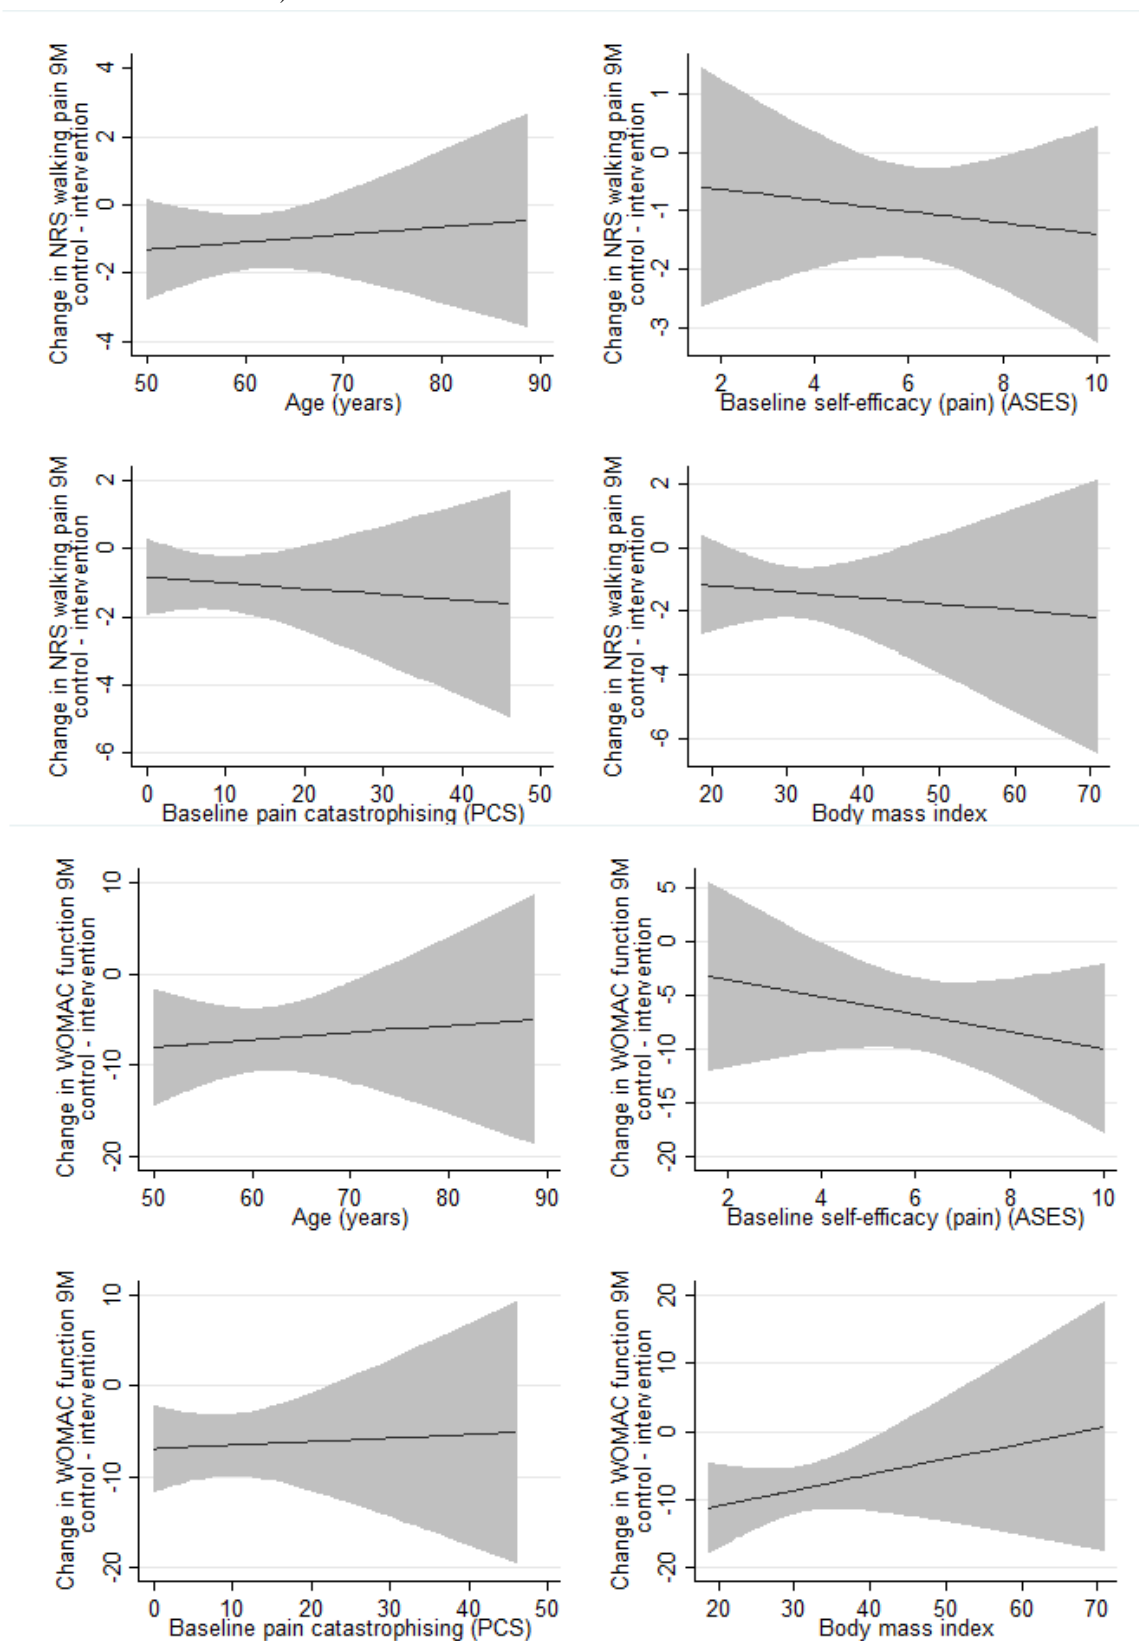 Change in NRS walking pain 9M
control - intervention
4
2
0
-2
-4
50 60 70 80 90
Age (years)
Change in NRS walking pain 9M
control - intervention
1
0
-1
-2
-3
2 4 6 8 10
Baseline self-efficacy (pain) (ASES)
Change in NRS walking pain 9M
control - intervention
2
0
-2
-4
-6
0 10 20 30 40 50
Baseline pain catastrophising (PCS)
Change in NRS walking pain 9M
control - intervention
2
0
-2
-4
-6
20 30 40 50 60 70
Body mass index
Change in WOMAC function 9M
control - intervention
10
0
-10
-20
50 60 70 80 90
Age (years)
Change in WOMAC function 9M
control - intervention
5
0
-5
-10
-15
-20
2 4 6 8 10
Baseline self-efficacy (pain) (ASES)
Change in WOMAC function 9M
control - intervention
10
0
-10
-20
0 10 20 30 40 50
Baseline pain catastrophising (PCS)
Change in WOMAC function 9M
control - intervention
20
10
0
-10
-20
20 30 40 50 60 70
Body mass index